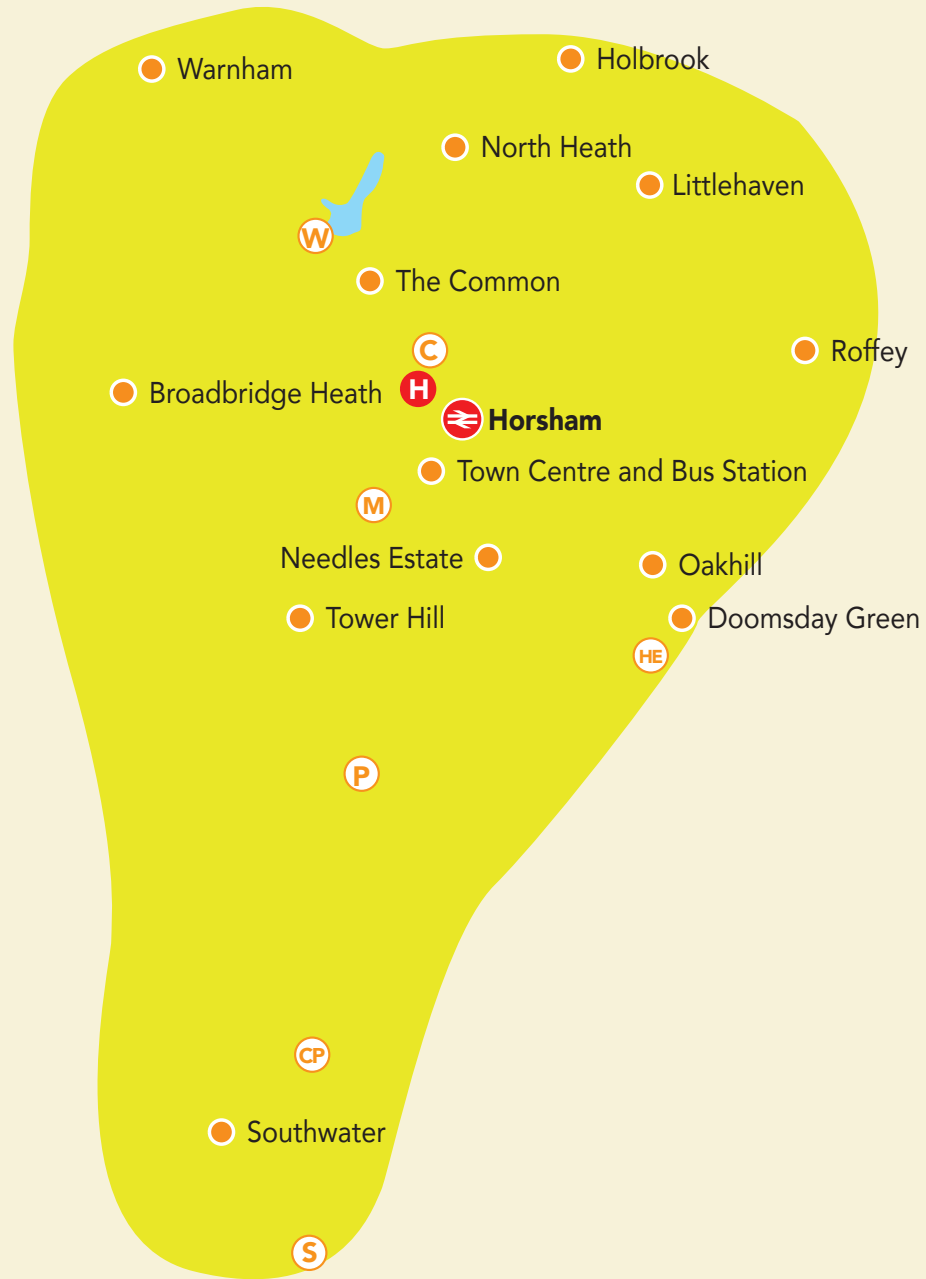 Holbrook
Warnham
North Heath
Littlehaven
W
The Common
C
Roffey
H
Broadbridge Heath
Horsham
Town Centre and Bus Station
M
Needles Estate
Oakhill
Tower Hill
Doomsday Green
HE
P
CP
Southwater
S